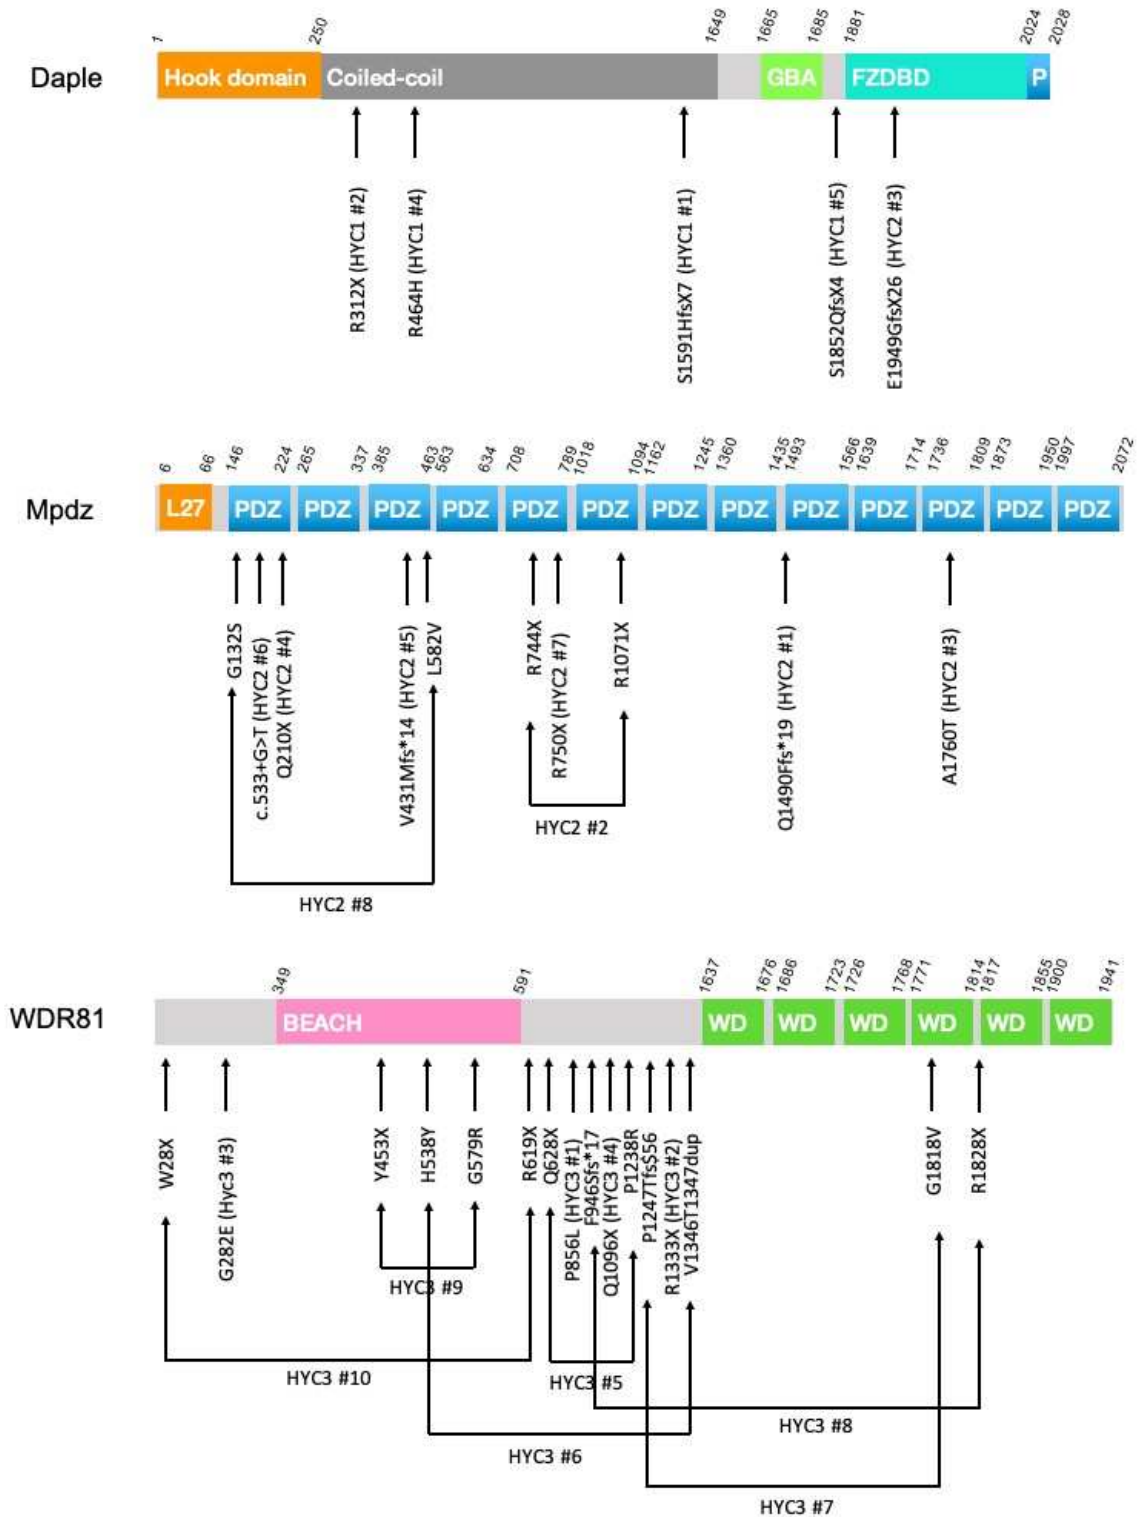 1 250 1649 1665 1685 1881 2024 2028
Daple
Hook domain Coiled-coil GBA FZDBD P
R312X (HYC1 #2)
R464H (HYC1 #4)
S1591HfsX7 (HYC1 #1)
S1852QfsX4 (HYC1 #5)
E1949GfsX26 (HYC2 #3)
6 66 146 224 265 337 385 463 563 634 708 789 1018 1094 1162 1245 1360 1435 1493 1566 1639 1714 1736 1809 1873 1950 1997 2072
Mpdz
L27 PDZ PDZ PDZ PDZ PDZ PDZ PDZ PDZ PDZ PDZ PDZ PDZ PDZ
G132S
c.533+G>T (HYC2 #6)
Q210X (HYC2 #4)
V431Mfs*14 (HYC2 #5)
L582V
R744X
R750X (HYC2 #7)
R1071X
Q1490Ffs*19 (HYC2 #1)
A1760T (HYC2 #3)
HYC2 #2
HYC2 #8
349 591 1637 1676 1686 1723 1726 1768 1771 1814 1817 1855 1900 1941
WDR81
BEACH WD WD WD WD WD WD
W28X
G282E (Hyc3 #3)
Y453X
H538Y
G579R
R619X
Q628X
P856L (HYC3 #1)
F946Sfs*17
Q1096X (HYC3 #4)
P1238R
P1247Tfs$56
R1333X (HYC3 #2)
V1346T1347dup
G1818V
R1828X
HYC3 #9
HYC3 #10
HYC3 #5
HYC3 #8
HYC3 #6
HYC3 #7